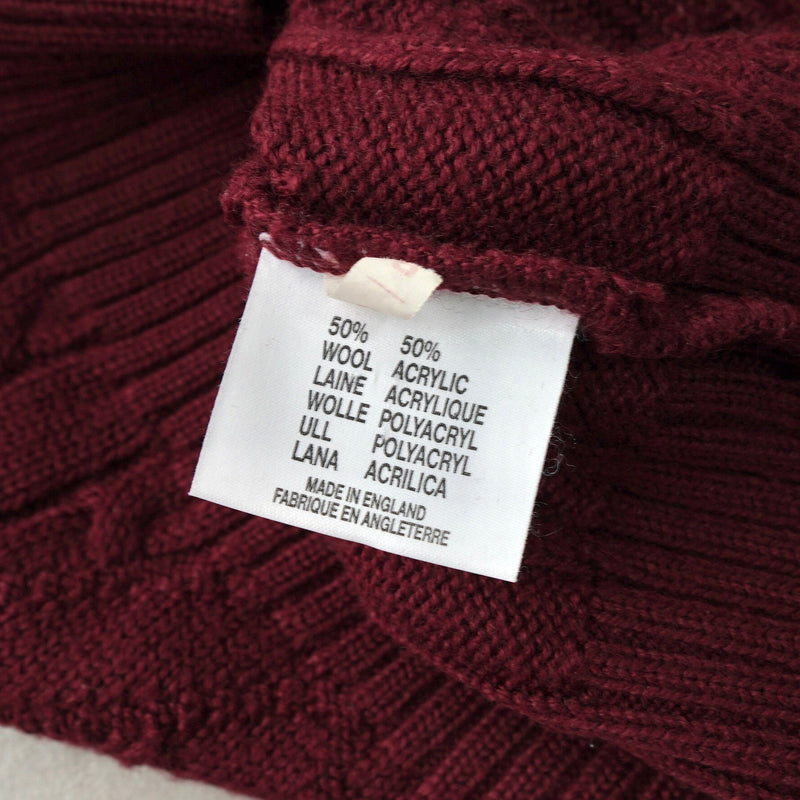 50% 50%
WOOL ACRYLIC
LAINE ACRYLIQUE
WOLLE POLYACRYL
ULL POLYACRYL
LANA ACRILICA
MADE IN ENGLAND
FABRIQUE EN ANGLETERRE